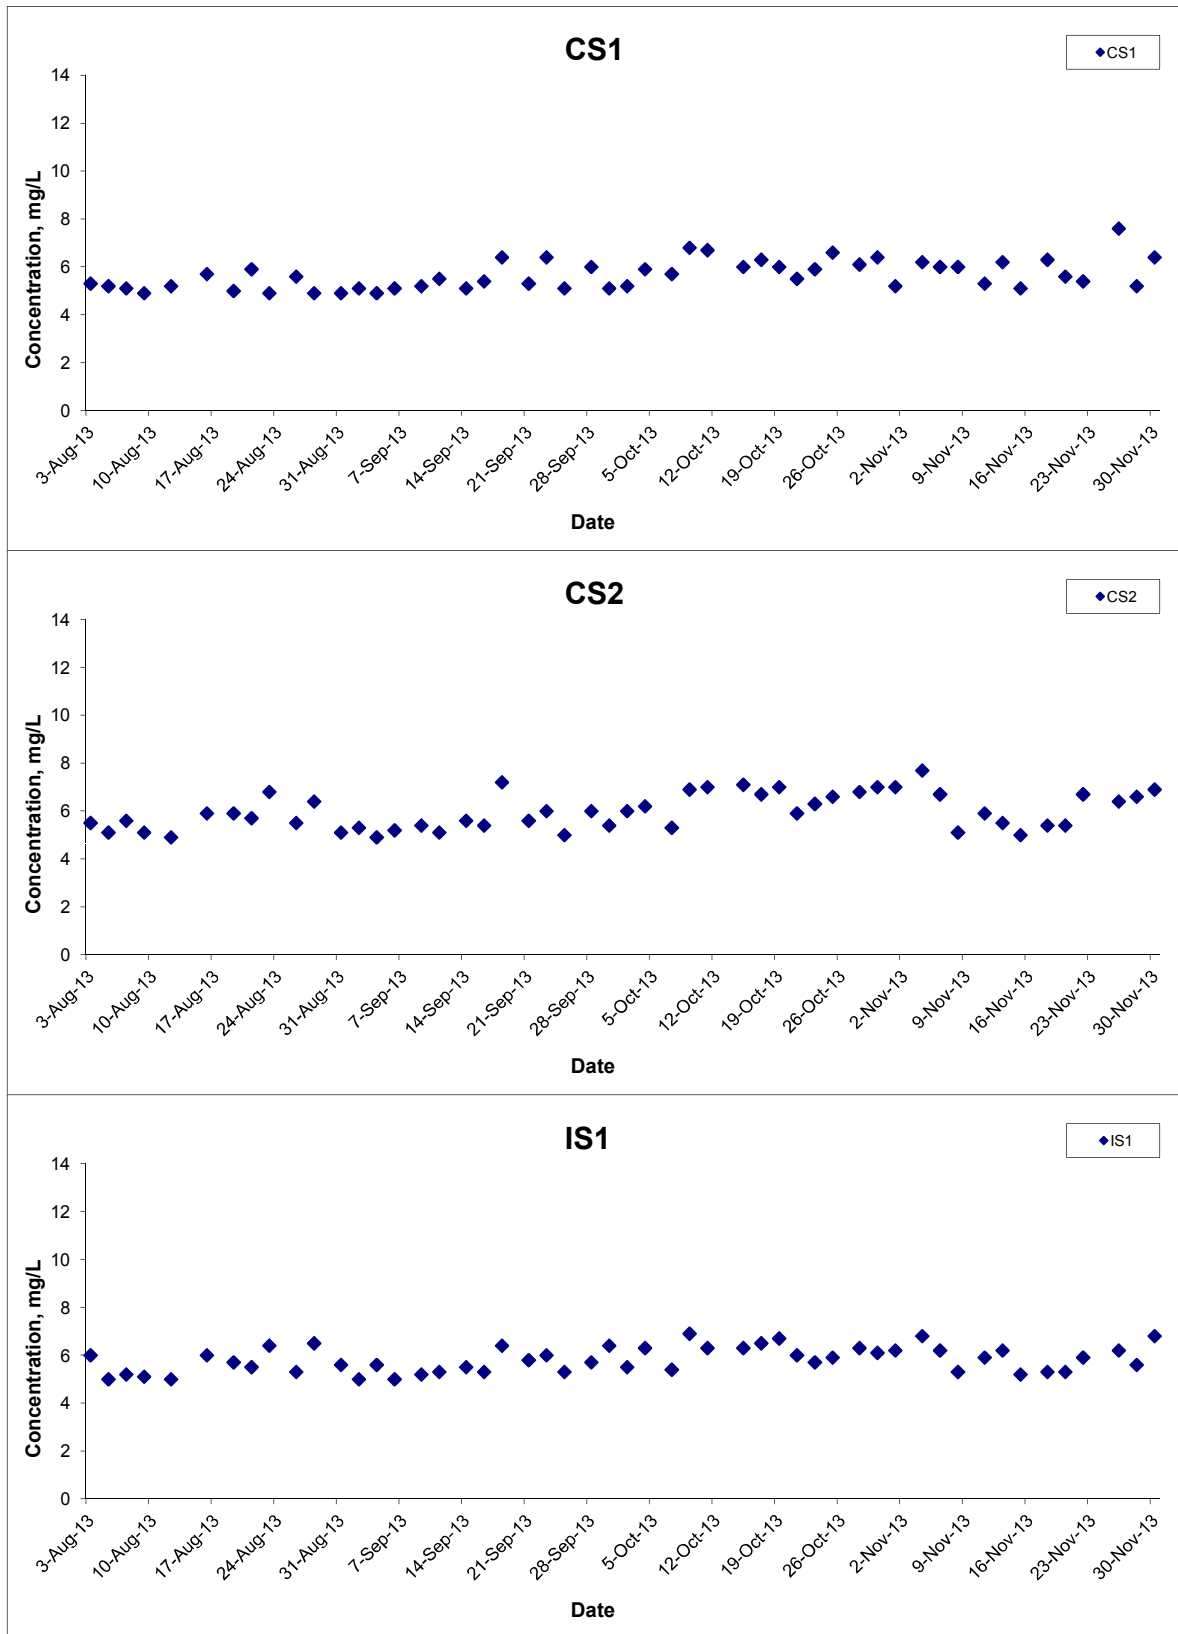 CS1
CS1
14
12
10
8
6
4
2
0
Concentration, mg/L
3-Aug-13
10-Aug-13
17-Aug-13
24-Aug-13
31-Aug-13
7-Sep-13
14-Sep-13
21-Sep-13
28-Sep-13
5-Oct-13
12-Oct-13
19-Oct-13
26-Oct-13
2-Nov-13
9-Nov-13
16-Nov-13
23-Nov-13
30-Nov-13
Date
CS2
CS2
14
12
10
8
6
4
2
0
Concentration, mg/L
3-Aug-13
10-Aug-13
17-Aug-13
24-Aug-13
31-Aug-13
7-Sep-13
14-Sep-13
21-Sep-13
28-Sep-13
5-Oct-13
12-Oct-13
19-Oct-13
26-Oct-13
2-Nov-13
9-Nov-13
16-Nov-13
23-Nov-13
30-Nov-13
Date
IS1
IS1
14
12
10
8
6
4
2
0
Concentration, mg/L
3-Aug-13
10-Aug-13
17-Aug-13
24-Aug-13
31-Aug-13
7-Sep-13
14-Sep-13
21-Sep-13
28-Sep-13
5-Oct-13
12-Oct-13
19-Oct-13
26-Oct-13
2-Nov-13
9-Nov-13
16-Nov-13
23-Nov-13
30-Nov-13
Date